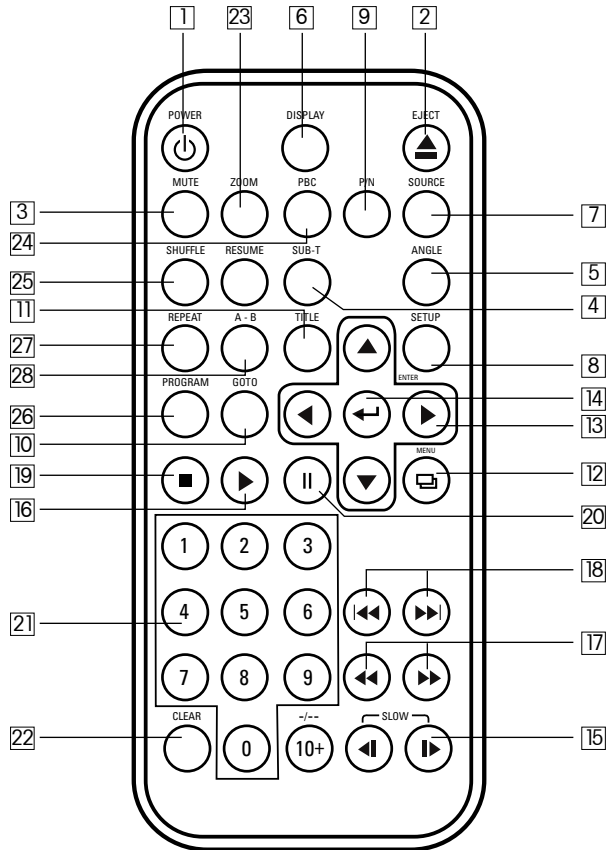 1 23 6 9 2
POWER DISPLAY EJECT
MUTE ZOOM PBC P/N SOURCE
3 7
24
SHUFFLE RESUME SUB-T ANGLE
25 5
11 4
REPEAT A - B TITLE SETUP
27 8
28
PROGRAM GOTO ENTER
26 14
10 13
MENU
19 12
16 20
1 2 3
18
21 4 5 6
17
7 8 9
CLEAR -/-- SLOW
22 0 10+ 15